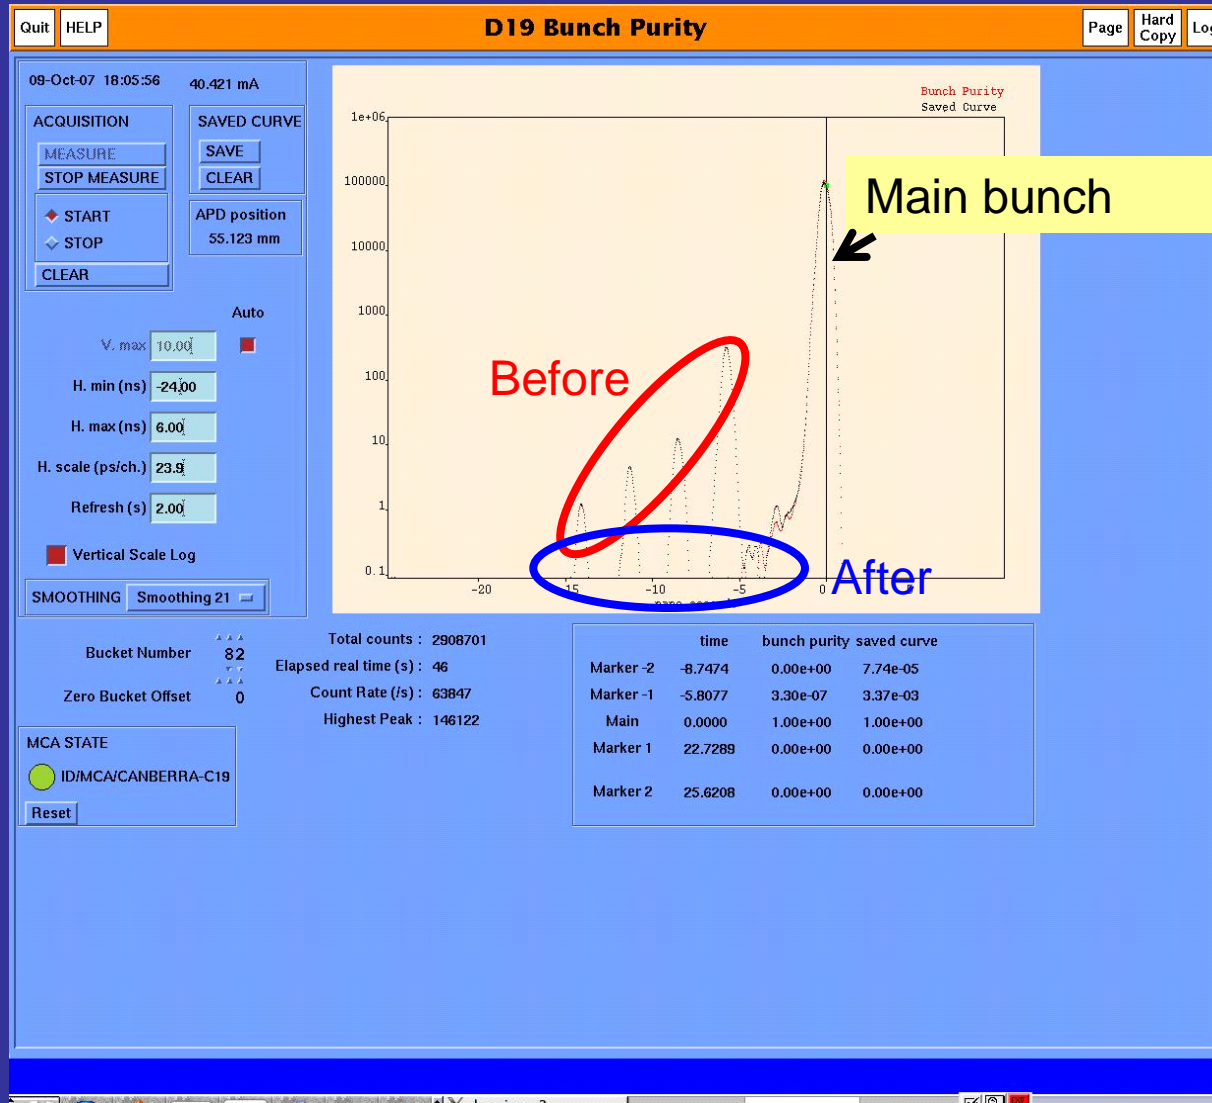 Quit HELP D19 Bunch Purity Page Hard Copy Log
09-Oct-07 18:05:56 40.421 mA
ACQUISITION
MEASURE
STOP MEASURE
START
STOP
CLEAR
SAVED CURVE
SAVE
CLEAR
APD position
55.123 mm
Auto
V. max 10.00
H. min (ns) -24.00
H. max (ns) 6.00
H. scale (ps/ch.) 23.9
Refresh (s) 2.00
Vertical Scale Log
SMOOTHING Smoothing 21
Bunch Purity
Saved Curve
1e+06
100000
10000
1000
100
10
1
0.1
-20 -15 -10 -5 0
Main bunch
Before
After
Bucket Number 82
Zero Bucket Offset 0
Total counts : 2908701
Elapsed real time (s) : 46
Count Rate (/s) : 63847
Highest Peak : 146122
time bunch purity saved curve
Marker -2 -8.7474 0.00e+00 7.74e-05
Marker -1 -5.8077 3.30e-07 3.37e-03
Main 0.0000 1.00e+00 1.00e+00
Marker 1 22.7289 0.00e+00 0.00e+00
Marker 2 25.6208 0.00e+00 0.00e+00
MCA STATE
ID/MCA/CANBERRA-C19
Reset